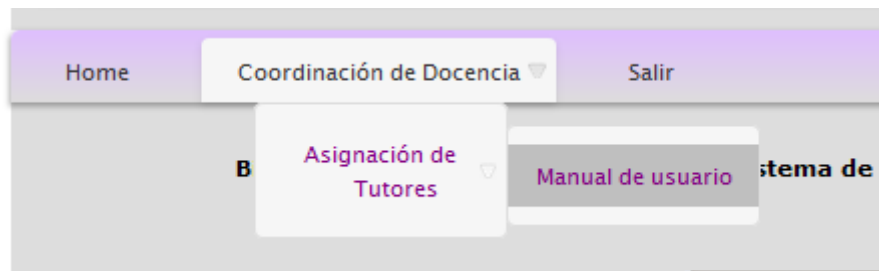 Home Coordinación de Docencia Salir
Asignación de
Tutores
Manual de usuario
B
stema de